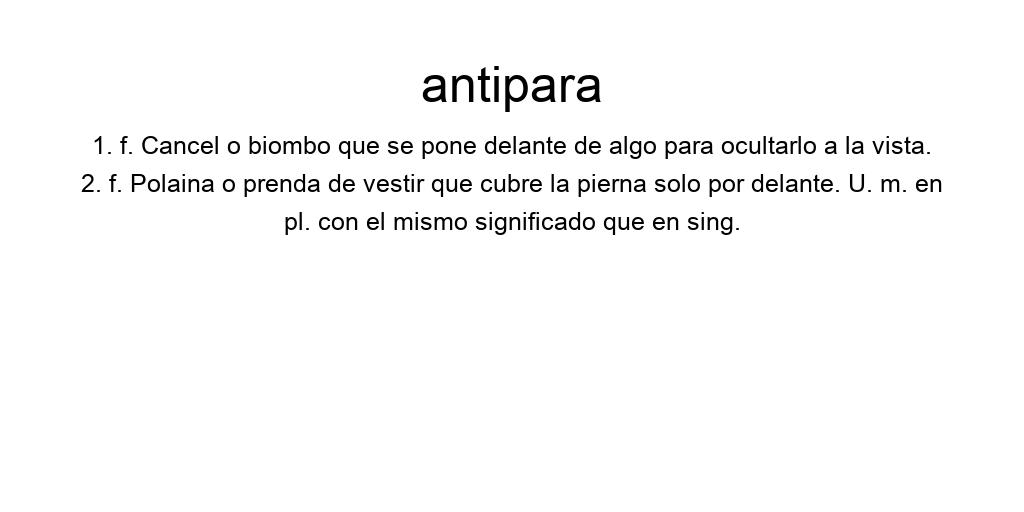 antipara
1. f. Cancel o biombo que se pone delante de algo para ocultarlo a la vista.
2. f. Polaina o prenda de vestir que cubre la pierna solo por delante. U. m. en
pl. con el mismo significado que en sing.